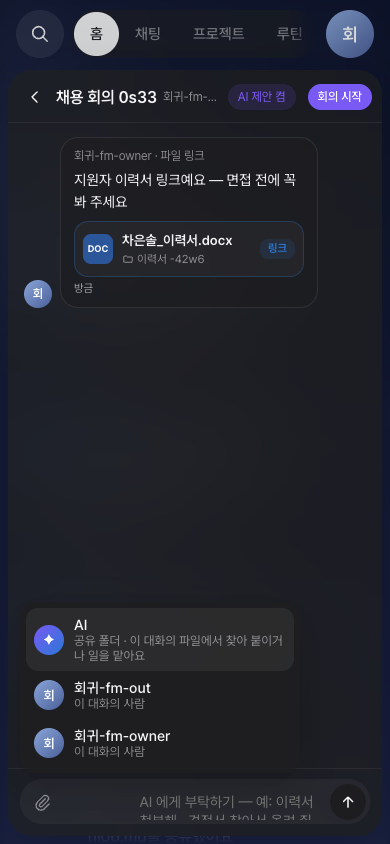 홈 채팅 프로젝트 루틴 회
채용 회의 0s33 회귀-fm-... AI 제안 켬 회의 시작
회귀-fm-owner · 파일 링크
지원자 이력서 링크예요 — 면접 전에 꼭
봐 주세요
DOC 차은솔_이력서.docx 링크
이력서 -42w6
회 방금
AI
공유 폴더 · 이 대화의 파일에서 찾아 붙이거
나 일을 맡아요
회 회귀-fm-out
이 대화의 사람
회 회귀-fm-owner
이 대화의 사람
AI 에게 부탁하기 — 예: 이력서